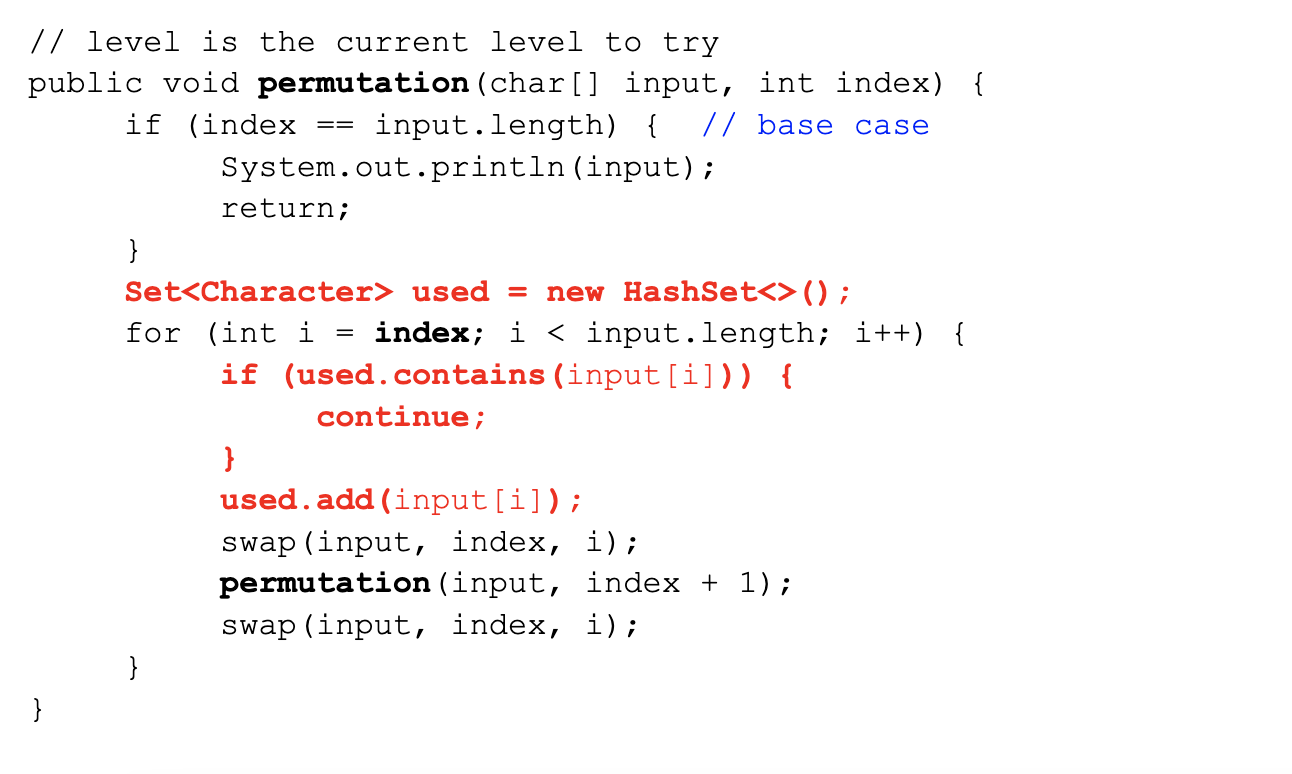 // level is the current level to try
public void permutation(char[] input, int index) {
     if (index == input.length) {  // base case
          System.out.println(input);
          return;
     }
     Set<Character> used = new HashSet<>();
     for (int i = index; i < input.length; i++) {
          if (used.contains(input[i])) {
               continue;
          }
          used.add(input[i]);
          swap(input, index, i);
          permutation(input, index + 1);
          swap(input, index, i);
     }
}